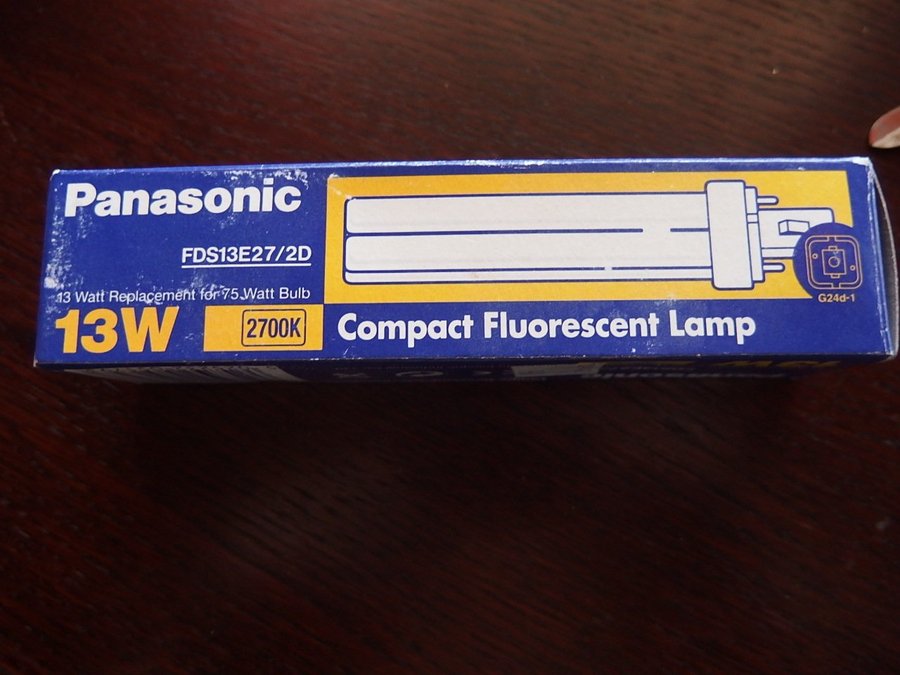 Panasonic
FDS13E27/2D
13 Watt Replacement for 75 Watt Bulb
13W
2700K
Compact Fluorescent Lamp
G24d-1